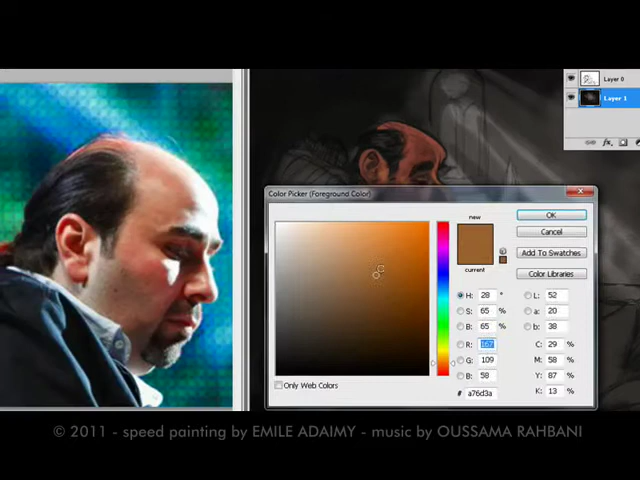 Layer 0
Layer 1
fx
Color Picker (Foreground Color)
new
current
OK
Cancel
Add To Swatches
Color Libraries
H: 28 °
S: 65 %
B: 65 %
R: 167
G: 109
B: 58
# a76d3a
L: 52
a: 20
b: 38
C: 29 %
M: 58 %
Y: 87 %
K: 13 %
Only Web Colors
© 2011 - speed painting by EMILE ADAIMY - music by OUSSAMA RAHBANI